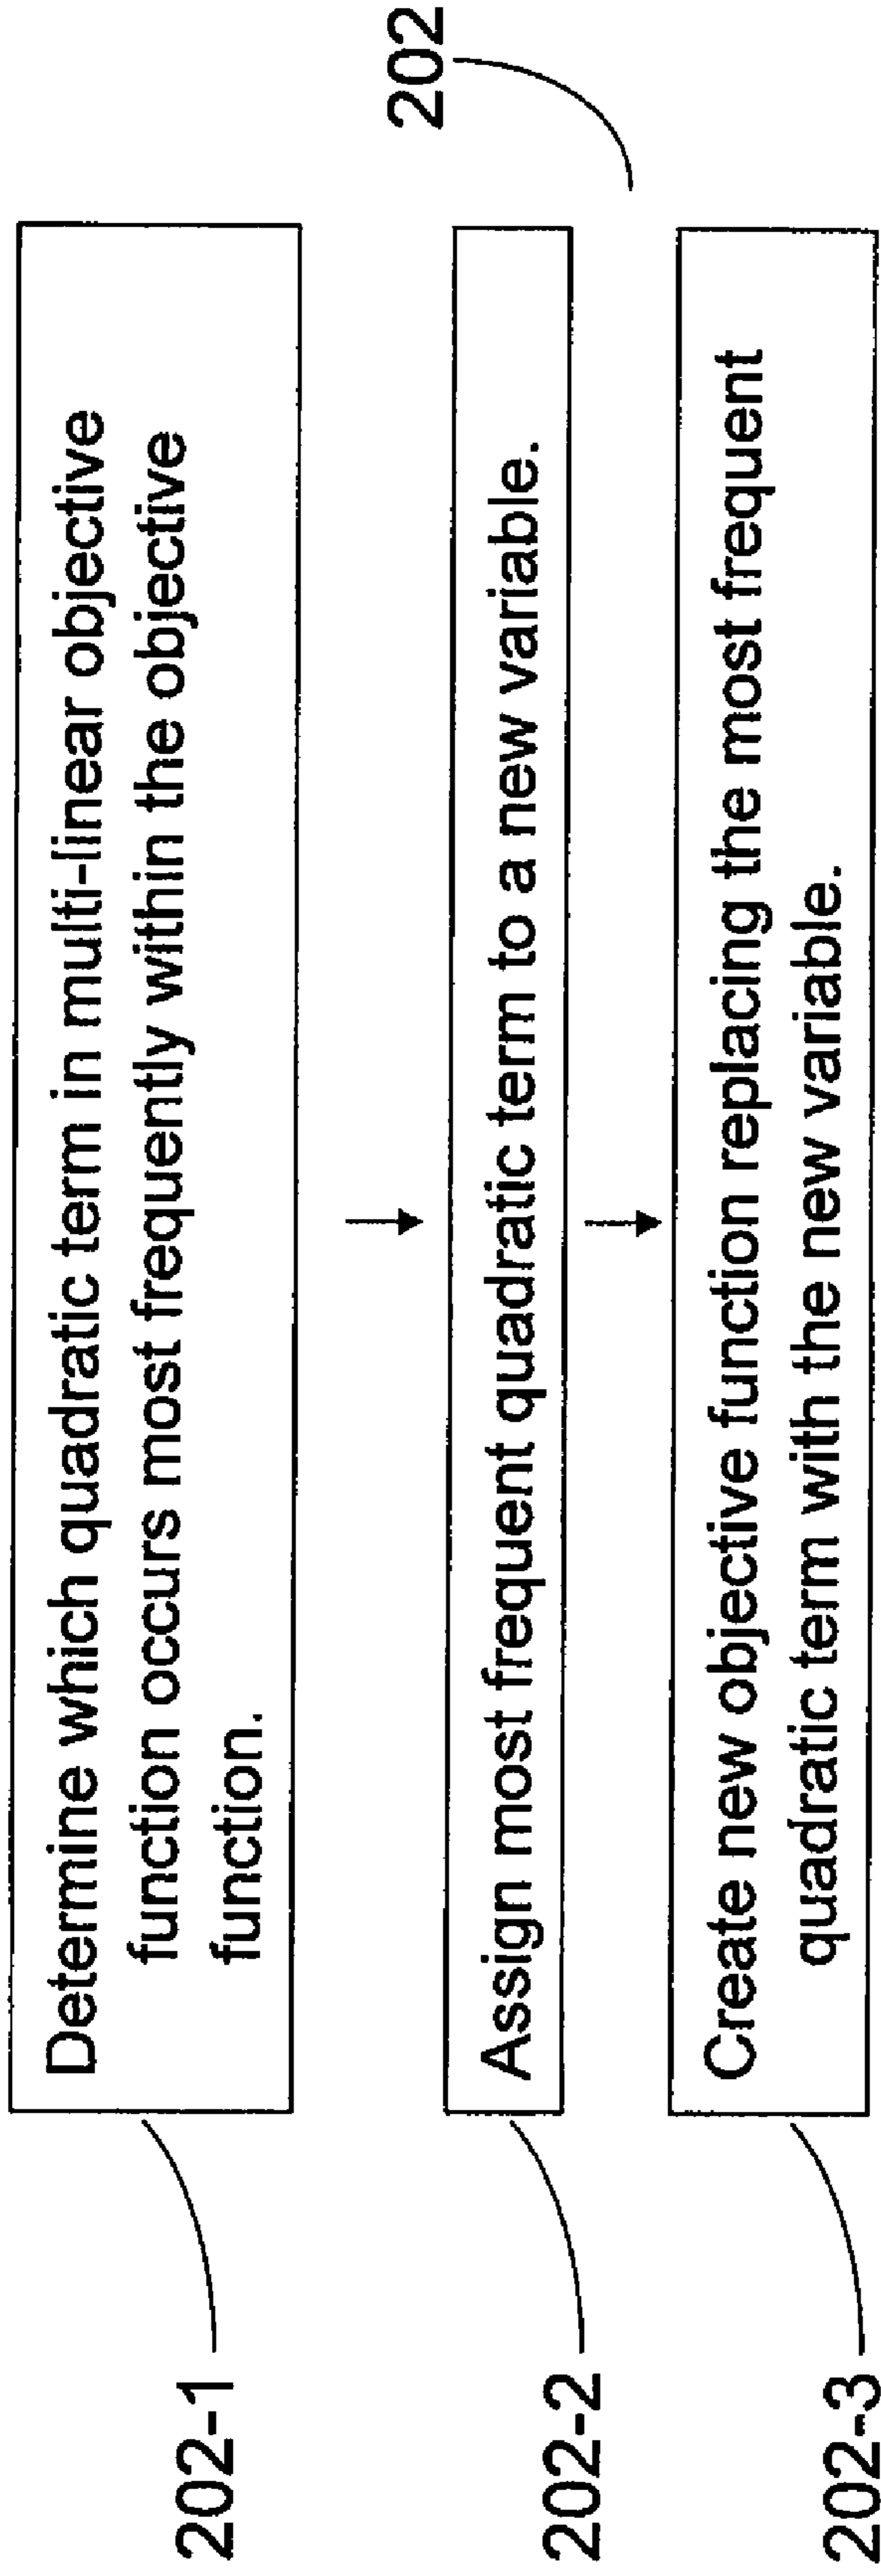 202-1
Determine which quadratic term in multi-linear objective
function occurs most frequently within the objective
function.
202
202-2
Assign most frequent quadratic term to a new variable.
202-3
Create new objective function replacing the most frequent
quadratic term with the new variable.